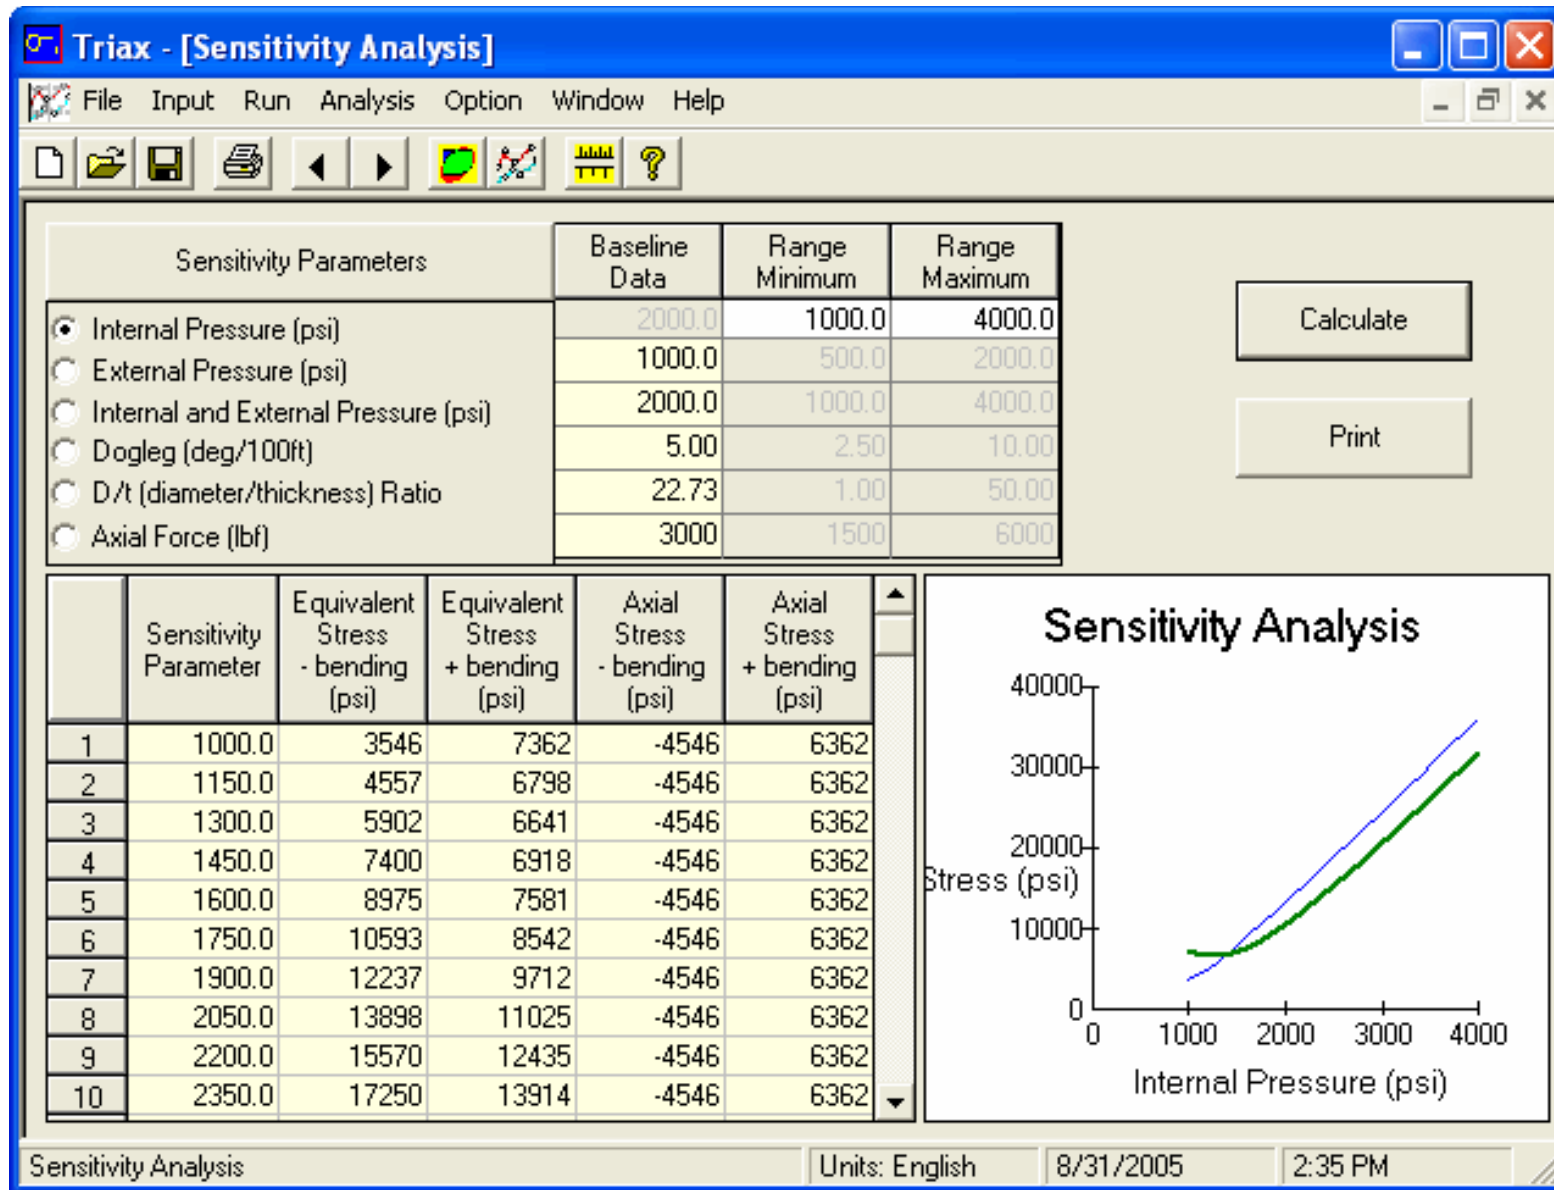 Triax - [Sensitivity Analysis]
File Input Run Analysis Option Window Help
Sensitivity Parameters
Baseline Data
Range Minimum
Range Maximum
Internal Pressure (psi) 2000.0 1000.0 4000.0
External Pressure (psi) 1000.0 500.0 2000.0
Internal and External Pressure (psi) 2000.0 1000.0 4000.0
Dogleg (deg/100ft) 5.00 2.50 10.00
D/t (diameter/thickness) Ratio 22.73 1.00 50.00
Axial Force (lbf) 3000 1500 6000
Calculate
Print
Sensitivity Parameter
Equivalent Stress - bending (psi)
Equivalent Stress + bending (psi)
Axial Stress - bending (psi)
Axial Stress + bending (psi)
1 1000.0 3546 7362 -4546 6362
2 1150.0 4557 6798 -4546 6362
3 1300.0 5902 6641 -4546 6362
4 1450.0 7400 6918 -4546 6362
5 1600.0 8975 7581 -4546 6362
6 1750.0 10593 8542 -4546 6362
7 1900.0 12237 9712 -4546 6362
8 2050.0 13898 11025 -4546 6362
9 2200.0 15570 12435 -4546 6362
10 2350.0 17250 13914 -4546 6362
Sensitivity Analysis
40000
30000
20000
Stress (psi)
10000
0
0 1000 2000 3000 4000
Internal Pressure (psi)
Sensitivity Analysis
Units: English
8/31/2005
2:35 PM